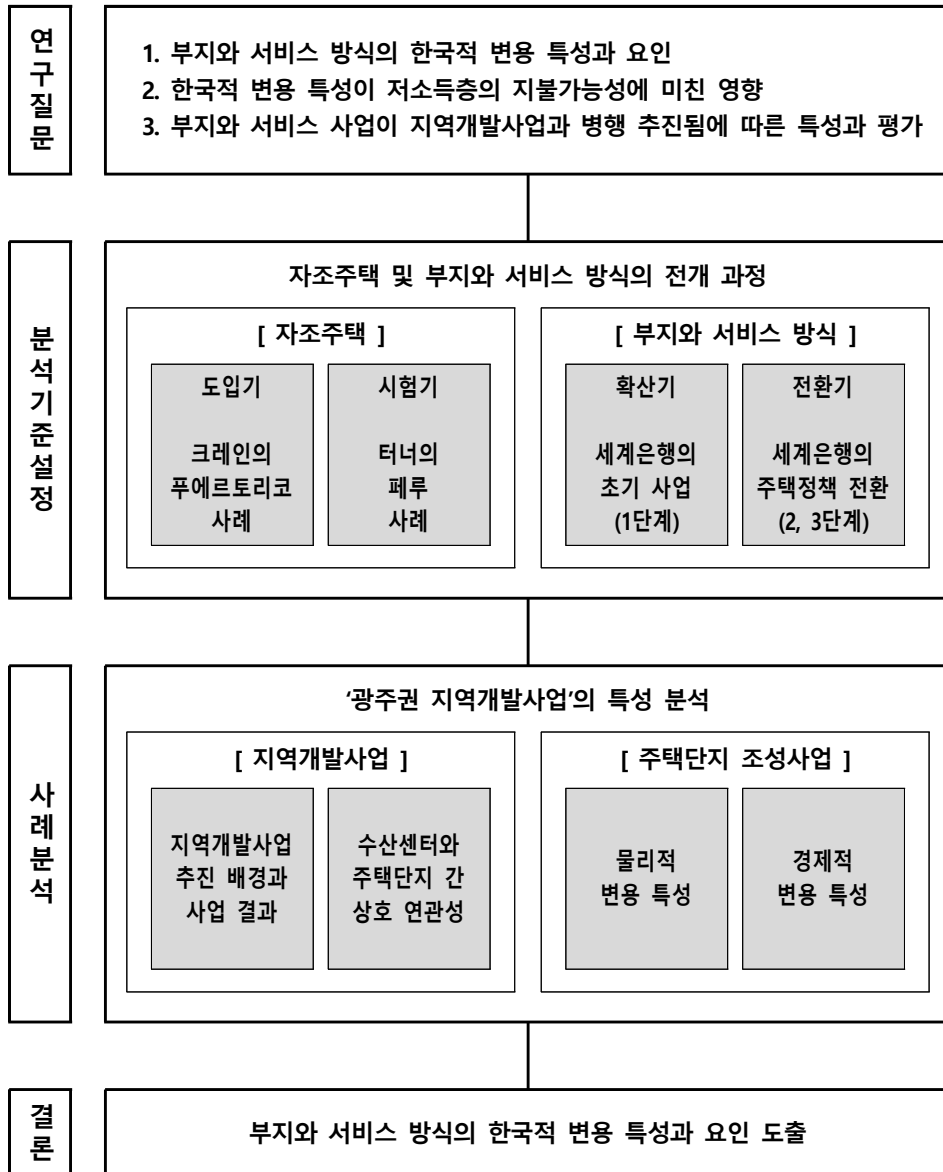 연구질문
1. 부지와 서비스 방식의 한국적 변용 특성과 요인
2. 한국적 변용 특성이 저소득층의 지불가능성에 미친 영향
3. 부지와 서비스 사업이 지역개발사업과 병행 추진됨에 따른 특성과 평가
분석기준설정
자조주택 및 부지와 서비스 방식의 전개 과정
[ 자조주택 ]
도입기
크레인의
푸에르토리코
사례
시험기
터너의
페루
사례
[ 부지와 서비스 방식 ]
확산기
세계은행의
초기 사업
(1단계)
전환기
세계은행의
주택정책 전환
(2, 3단계)
사례분석
‘광주권 지역개발사업’의 특성 분석
[ 지역개발사업 ]
지역개발사업
추진 배경과
사업 결과
수산센터와
주택단지 간
상호 연관성
[ 주택단지 조성사업 ]
물리적
변용 특성
경제적
변용 특성
결론
부지와 서비스 방식의 한국적 변용 특성과 요인 도출